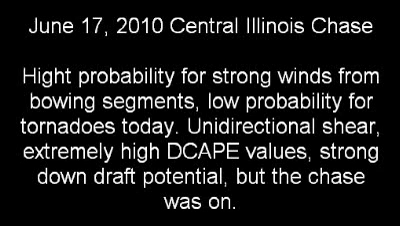 June 17, 2010 Central Illinois Chase
Hight probability for strong winds from
bowing segments, low probability for
tornadoes today. Unidirectional shear,
extremely high DCAPE values, strong
down draft potential, but the chase
was on.